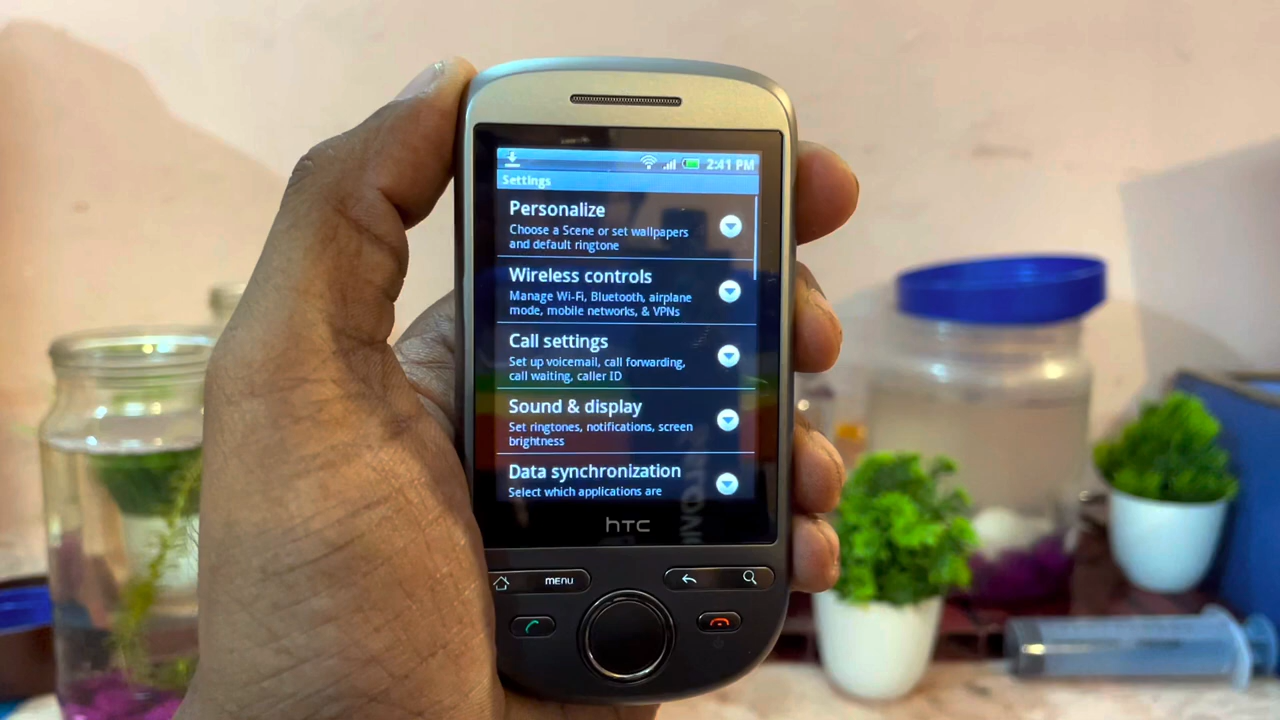 2:41 PM
Settings
Personalize
Choose a Scene or set wallpapers
and default ringtone
Wireless controls
Manage Wi-Fi, Bluetooth, airplane
mode, mobile networks, & VPNs
Call settings
Set up voicemail, call forwarding,
call waiting, caller ID
Sound & display
Set ringtones, notifications, screen
brightness
Data synchronization
Select which applications are
hTC
MENU